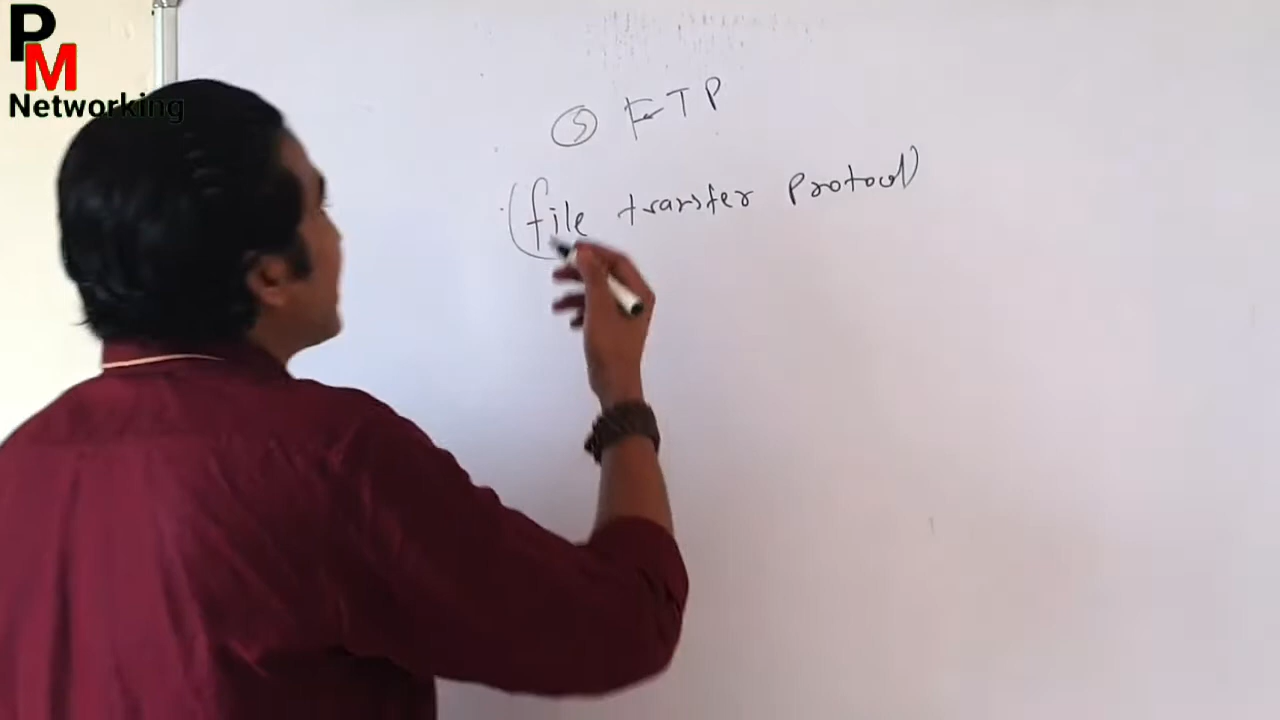 PM
Networking
⑤ FTP
(file transfer protocol)